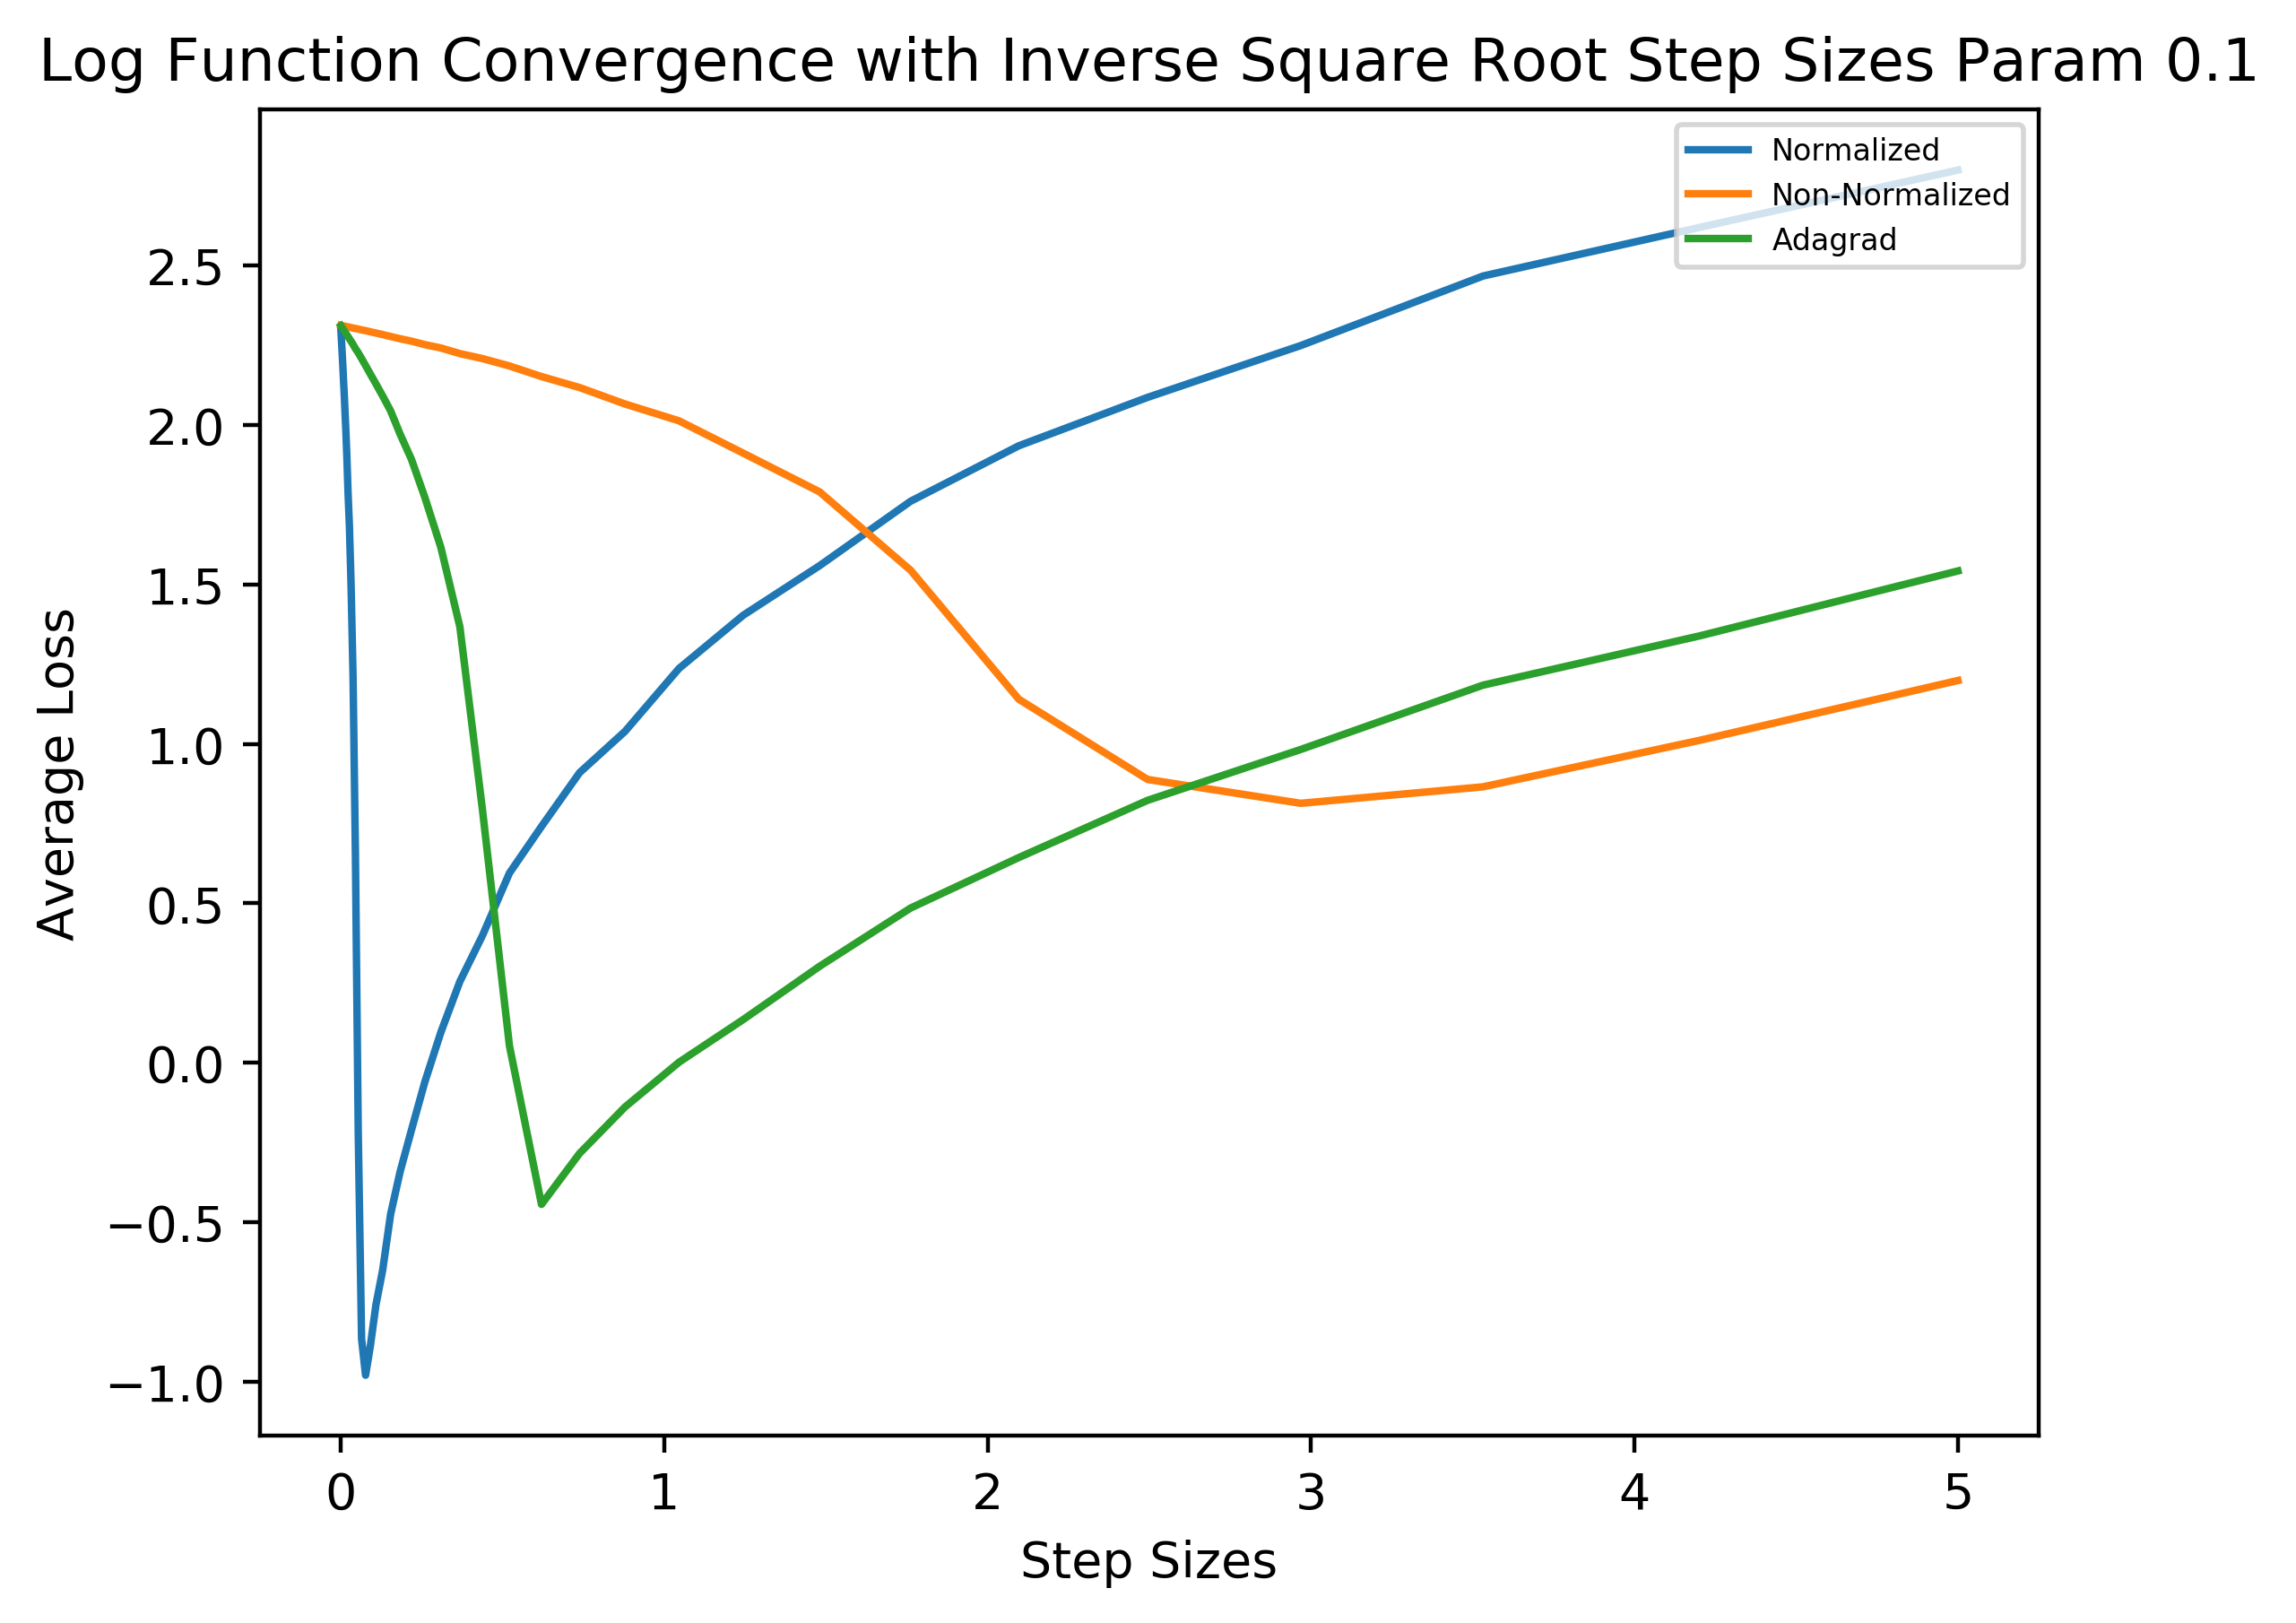 Log Function Convergence with Inverse Square Root Step Sizes Param 0.1
Normalized
Non-Normalized
Adagrad
Average Loss
2.5
2.0
1.5
1.0
0.5
0.0
−0.5
−1.0
0 1 2 3 4 5
Step Sizes